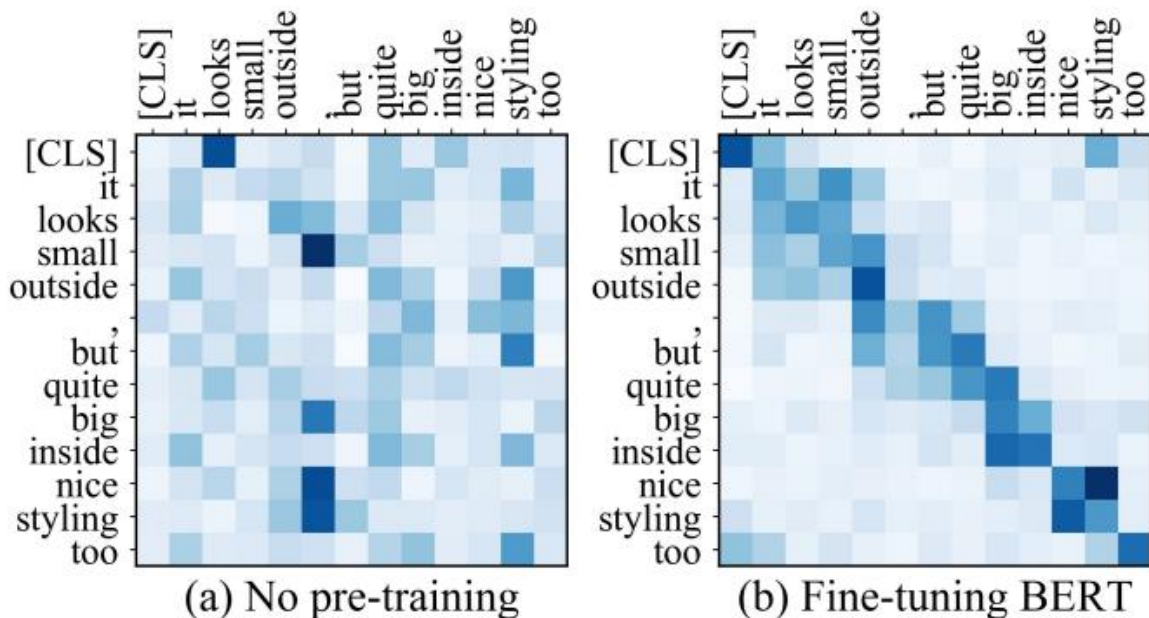 [CLS] it looks small outside , but quite big inside nice styling too
[CLS]
it
looks
small
outside
,
but
quite
big
inside
nice
styling
too
(a) No pre-training
[CLS] it looks small outside , but quite big inside nice styling too
[CLS]
it
looks
small
outside
,
but
quite
big
inside
nice
styling
too
(b) Fine-tuning BERT